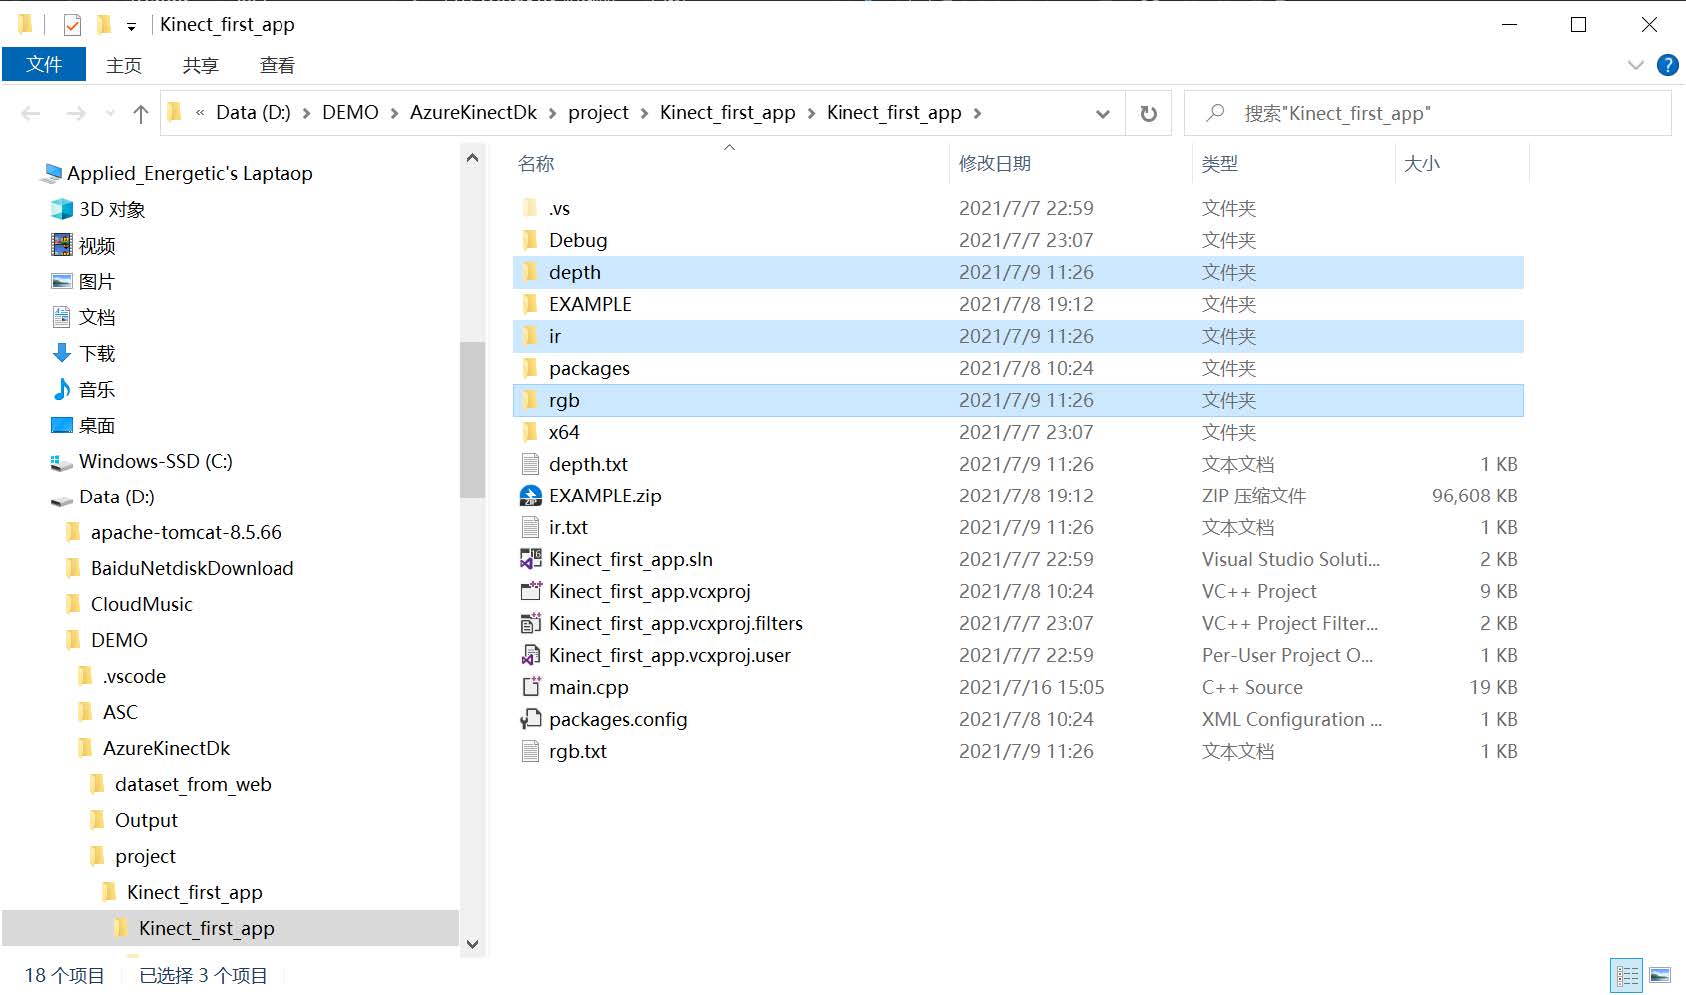 Kinect_first_app
文件 主页 共享 查看
« Data (D:) > DEMO > AzureKinectDk > project > Kinect_first_app > Kinect_first_app >
搜索"Kinect_first_app"
Applied_Energetic's Laptaop
3D 对象
视频
图片
文档
下载
音乐
桌面
Windows-SSD (C:)
Data (D:)
apache-tomcat-8.5.66
BaiduNetdiskDownload
CloudMusic
DEMO
.vscode
ASC
AzureKinectDk
dataset_from_web
Output
project
Kinect_first_app
Kinect_first_app
名称 修改日期 类型 大小
.vs 2021/7/7 22:59 文件夹
Debug 2021/7/7 23:07 文件夹
depth 2021/7/9 11:26 文件夹
EXAMPLE 2021/7/8 19:12 文件夹
ir 2021/7/9 11:26 文件夹
packages 2021/7/8 10:24 文件夹
rgb 2021/7/9 11:26 文件夹
x64 2021/7/7 23:07 文件夹
depth.txt 2021/7/9 11:26 文本文档 1 KB
EXAMPLE.zip 2021/7/8 19:12 ZIP 压缩文件 96,608 KB
ir.txt 2021/7/9 11:26 文本文档 1 KB
Kinect_first_app.sln 2021/7/7 22:59 Visual Studio Soluti... 2 KB
Kinect_first_app.vcxproj 2021/7/8 10:24 VC++ Project 9 KB
Kinect_first_app.vcxproj.filters 2021/7/7 23:07 VC++ Project Filter... 2 KB
Kinect_first_app.vcxproj.user 2021/7/7 22:59 Per-User Project O... 1 KB
main.cpp 2021/7/16 15:05 C++ Source 19 KB
packages.config 2021/7/8 10:24 XML Configuration ... 1 KB
rgb.txt 2021/7/9 11:26 文本文档 1 KB
18 个项目 已选择 3 个项目